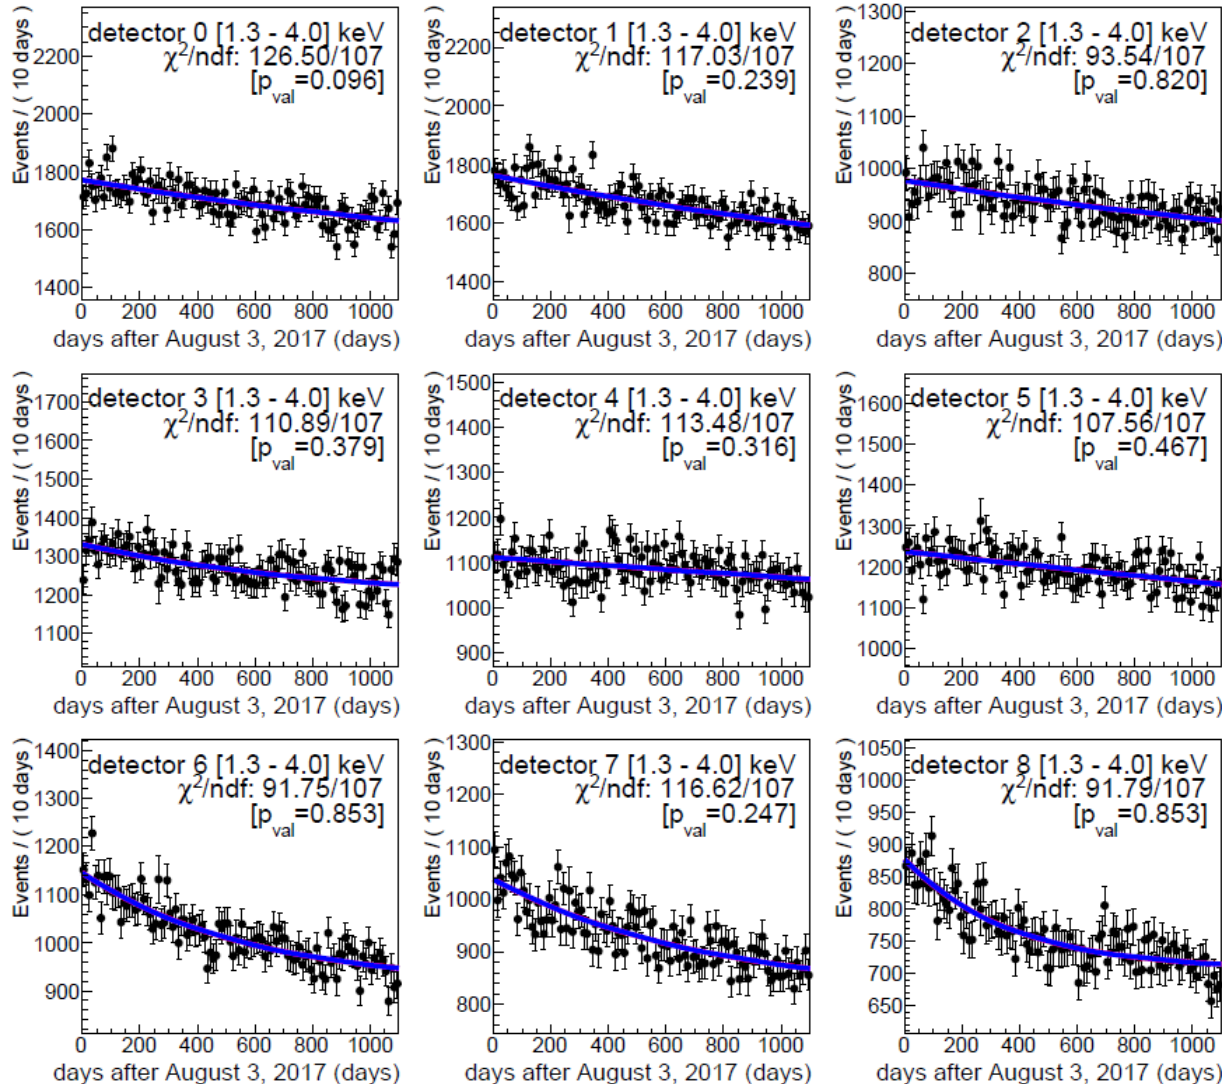 detector 0 [1.3 - 4.0] keV
χ²/ndf: 126.50/107
[p_val=0.096]
Events / ( 10 days )
2200
2000
1800
1600
1400
0 200 400 600 800 1000
days after August 3, 2017 (days)
detector 1 [1.3 - 4.0] keV
χ²/ndf: 117.03/107
[p_val=0.239]
Events / ( 10 days )
2200
2000
1800
1600
1400
0 200 400 600 800 1000
days after August 3, 2017 (days)
detector 2 [1.3 - 4.0] keV
χ²/ndf: 93.54/107
[p_val=0.820]
Events / ( 10 days )
1300
1200
1100
1000
900
800
0 200 400 600 800 1000
days after August 3, 2017 (days)
detector 3 [1.3 - 4.0] keV
χ²/ndf: 110.89/107
[p_val=0.379]
Events / ( 10 days )
1700
1600
1500
1400
1300
1200
1100
0 200 400 600 800 1000
days after August 3, 2017 (days)
detector 4 [1.3 - 4.0] keV
χ²/ndf: 113.48/107
[p_val=0.316]
Events / ( 10 days )
1500
1400
1300
1200
1100
1000
900
0 200 400 600 800 1000
days after August 3, 2017 (days)
detector 5 [1.3 - 4.0] keV
χ²/ndf: 107.56/107
[p_val=0.467]
Events / ( 10 days )
1600
1500
1400
1300
1200
1100
1000
0 200 400 600 800 1000
days after August 3, 2017 (days)
detector 6 [1.3 - 4.0] keV
χ²/ndf: 91.75/107
[p_val=0.853]
Events / ( 10 days )
1400
1300
1200
1100
1000
900
0 200 400 600 800 1000
days after August 3, 2017 (days)
detector 7 [1.3 - 4.0] keV
χ²/ndf: 116.62/107
[p_val=0.247]
Events / ( 10 days )
1300
1200
1100
1000
900
800
0 200 400 600 800 1000
days after August 3, 2017 (days)
detector 8 [1.3 - 4.0] keV
χ²/ndf: 91.79/107
[p_val=0.853]
Events / ( 10 days )
1050
1000
950
900
850
800
750
700
650
0 200 400 600 800 1000
days after August 3, 2017 (days)